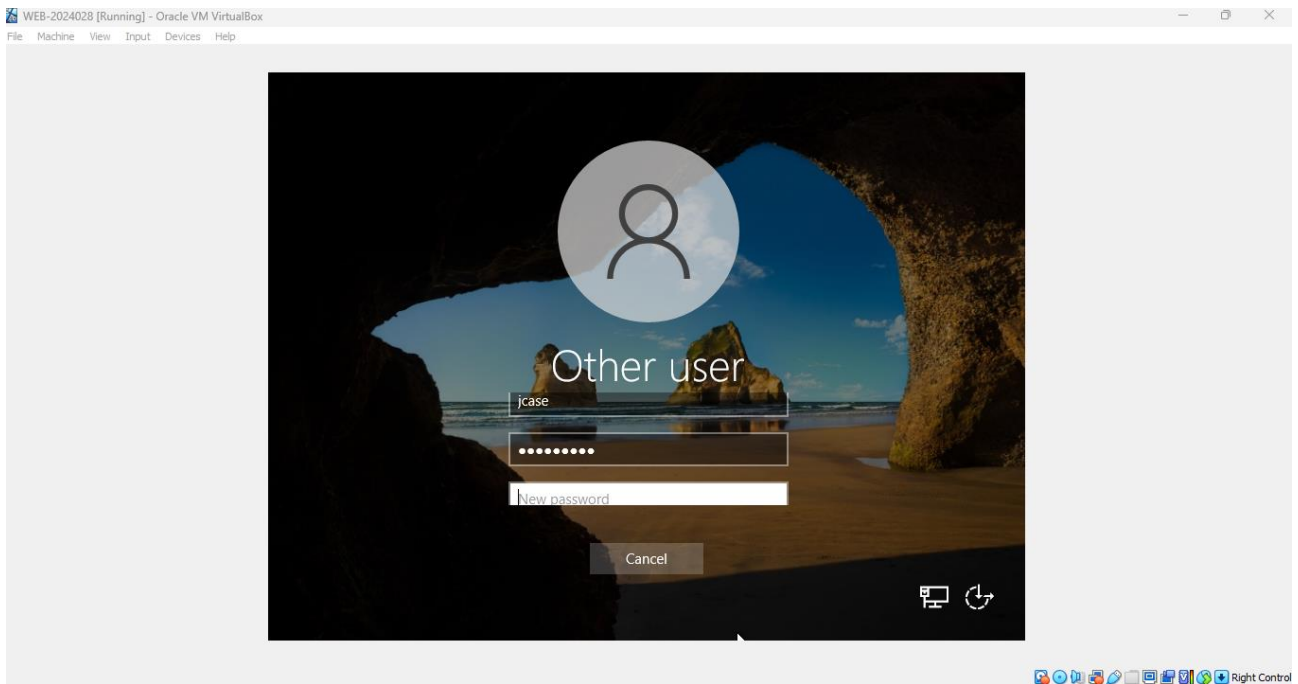 WEB-2024028 [Running] - Oracle VM VirtualBox
File Machine View Input Devices Help
Other user
jcase
New password
Cancel
Right Control